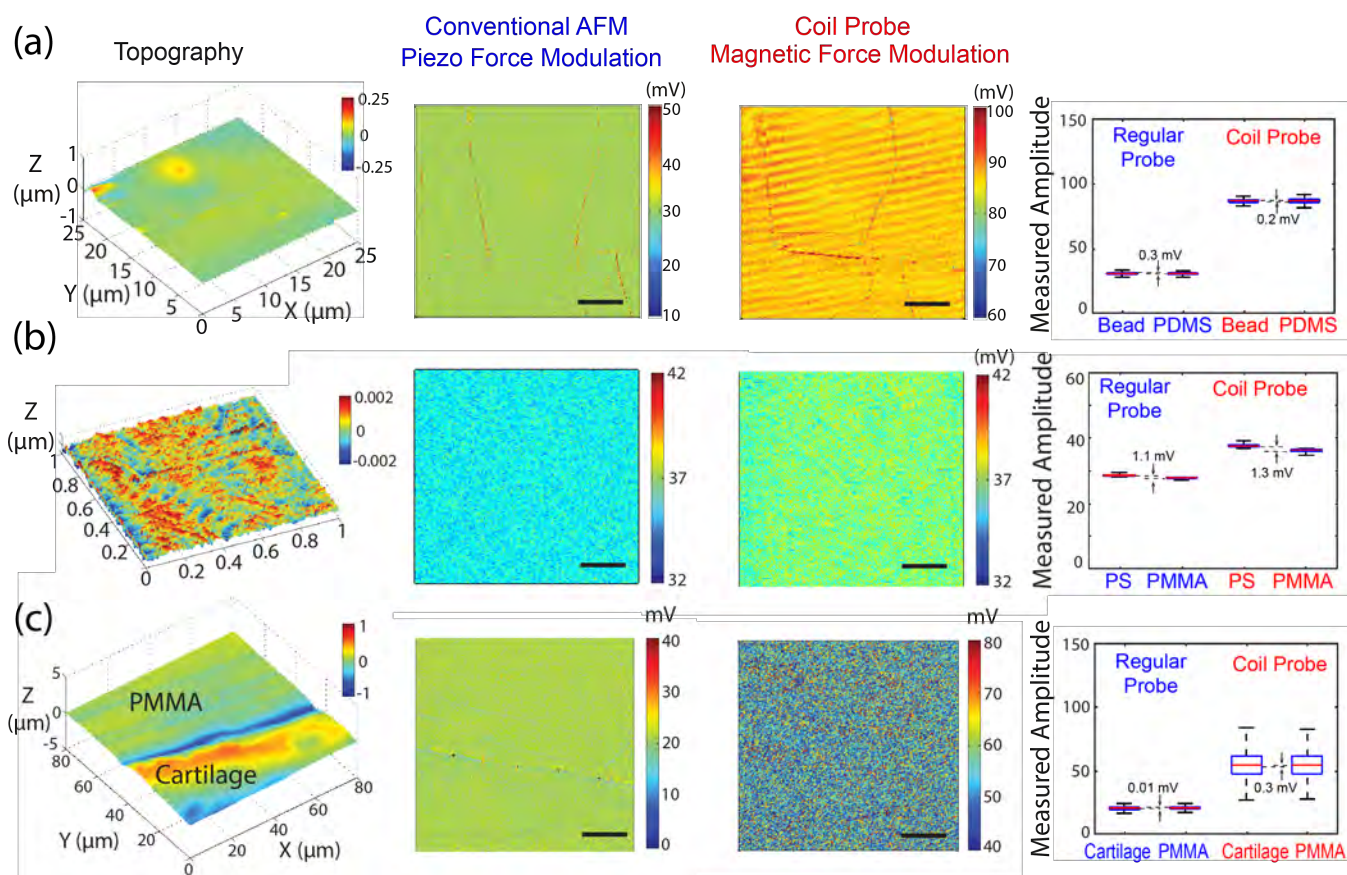 (a)
Topography
Conventional AFM
Piezo Force Modulation
Coil Probe
Magnetic Force Modulation
0.25
0
-0.25
Z
(µm)
1
0
-1
25
20
15
10
5
0
Y (µm)
5
10
15
20
25
X (µm)
(mV)
50
40
30
20
10
(mV)
100
90
80
70
60
Measured Amplitude
150
100
50
0
Regular
Probe
Coil Probe
0.3 mV
0.2 mV
Bead PDMS Bead PDMS
(b)
Z
(µm)
1
0.8
0.6
0.4
0.2
0
0.2
0.4
0.6
0.8
1
0.002
-0.002
42
37
32
(mV)
42
37
32
Measured Amplitude
60
40
20
0
Regular
Probe
Coil Probe
1.1 mV
1.3 mV
PS PMMA PS PMMA
(c)
Z
(µm)
5
0
-5
80
60
40
20
0
Y (µm)
20
40
60
80
X (µm)
PMMA
Cartilage
1
0
-1
mV
40
30
20
10
0
mV
80
70
60
50
40
Measured Amplitude
150
100
50
0
Regular
Probe
Coil Probe
0.01 mV
0.3 mV
Cartilage PMMA Cartilage PMMA